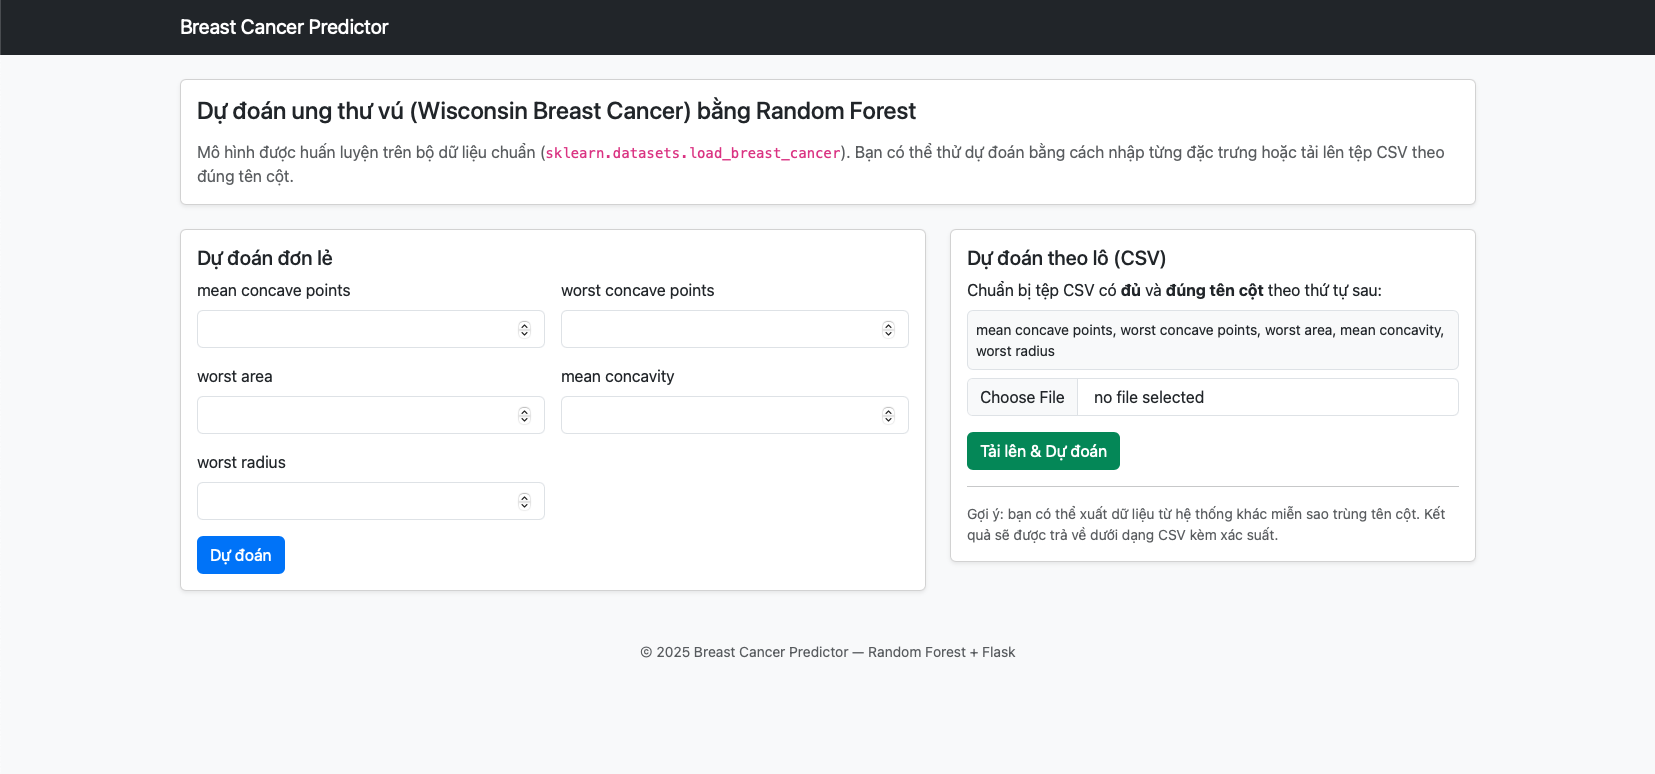 Breast Cancer Predictor
Dự đoán ung thư vú (Wisconsin Breast Cancer) bằng Random Forest
Mô hình được huấn luyện trên bộ dữ liệu chuẩn (sklearn.datasets.load_breast_cancer). Bạn có thể thử dự đoán bằng cách nhập từng đặc trưng hoặc tải lên tệp CSV theo
đúng tên cột.
Dự đoán đơn lẻ
mean concave points
worst concave points
worst area
mean concavity
worst radius
Dự đoán
Dự đoán theo lô (CSV)
Chuẩn bị tệp CSV có đủ và đúng tên cột theo thứ tự sau:
mean concave points, worst concave points, worst area, mean concavity,
worst radius
Choose File no file selected
Tải lên & Dự đoán
Gợi ý: bạn có thể xuất dữ liệu từ hệ thống khác miễn sao trùng tên cột. Kết
quả sẽ được trả về dưới dạng CSV kèm xác suất.
© 2025 Breast Cancer Predictor — Random Forest + Flask